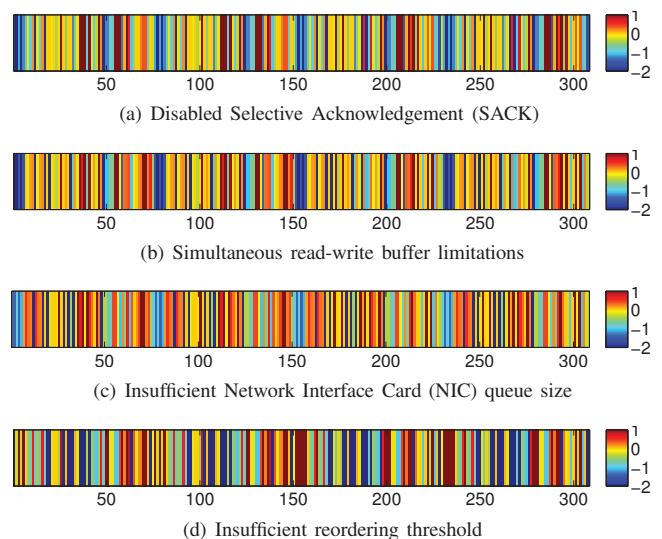 1
0
−1
−2
50 100 150 200 250 300
(a) Disabled Selective Acknowledgement (SACK)
1
0
−1
−2
50 100 150 200 250 300
(b) Simultaneous read-write buffer limitations
1
0
−1
−2
50 100 150 200 250 300
(c) Insufficient Network Interface Card (NIC) queue size
1
0
−1
−2
50 100 150 200 250 300
(d) Insufficient reordering threshold